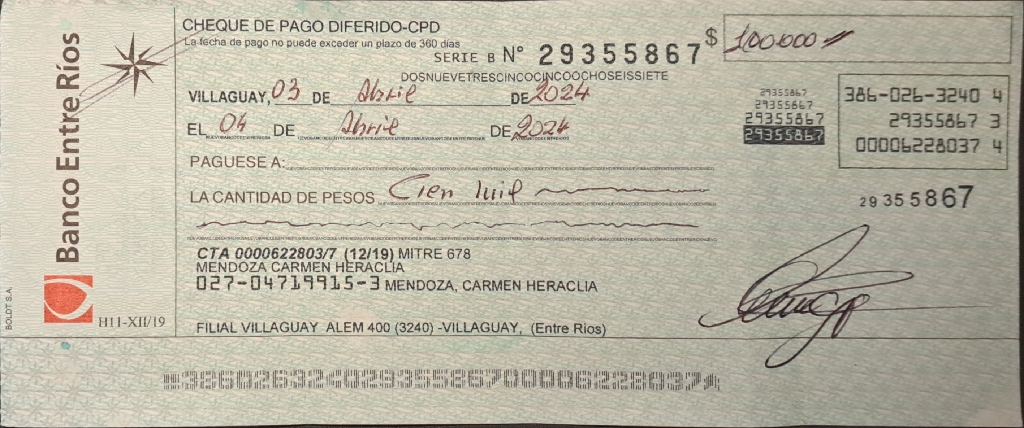 CHEQUE DE PAGO DIFERIDO-CPD
La fecha de pago no puede exceder un plazo de 360 días
SERIE B Nº 29355867
$ 100.000
DOSNUEVETRESCINCOCINCOOCHOSEISSIETE
VILLAGUAY, 03 DE Abril DE 2024
EL 04 DE Abril DE 2024
29355867
29355867
29355867
29355867
386-026-3240 4
29355867 3
00006228037 4
PAGUESE A:
LA CANTIDAD DE PESOS Cien mil
29355867
CTA 0000622803/7 (12/19) MITRE 678
MENDOZA CARMEN HERACLIA
027-04719915-3 MENDOZA, CARMEN HERACLIA
FILIAL VILLAGUAY ALEM 400 (3240) -VILLAGUAY, (Entre Rios)
Banco Entre Ríos
BOLDT S.A.
H11-XII/19
38602632402935586700006228037